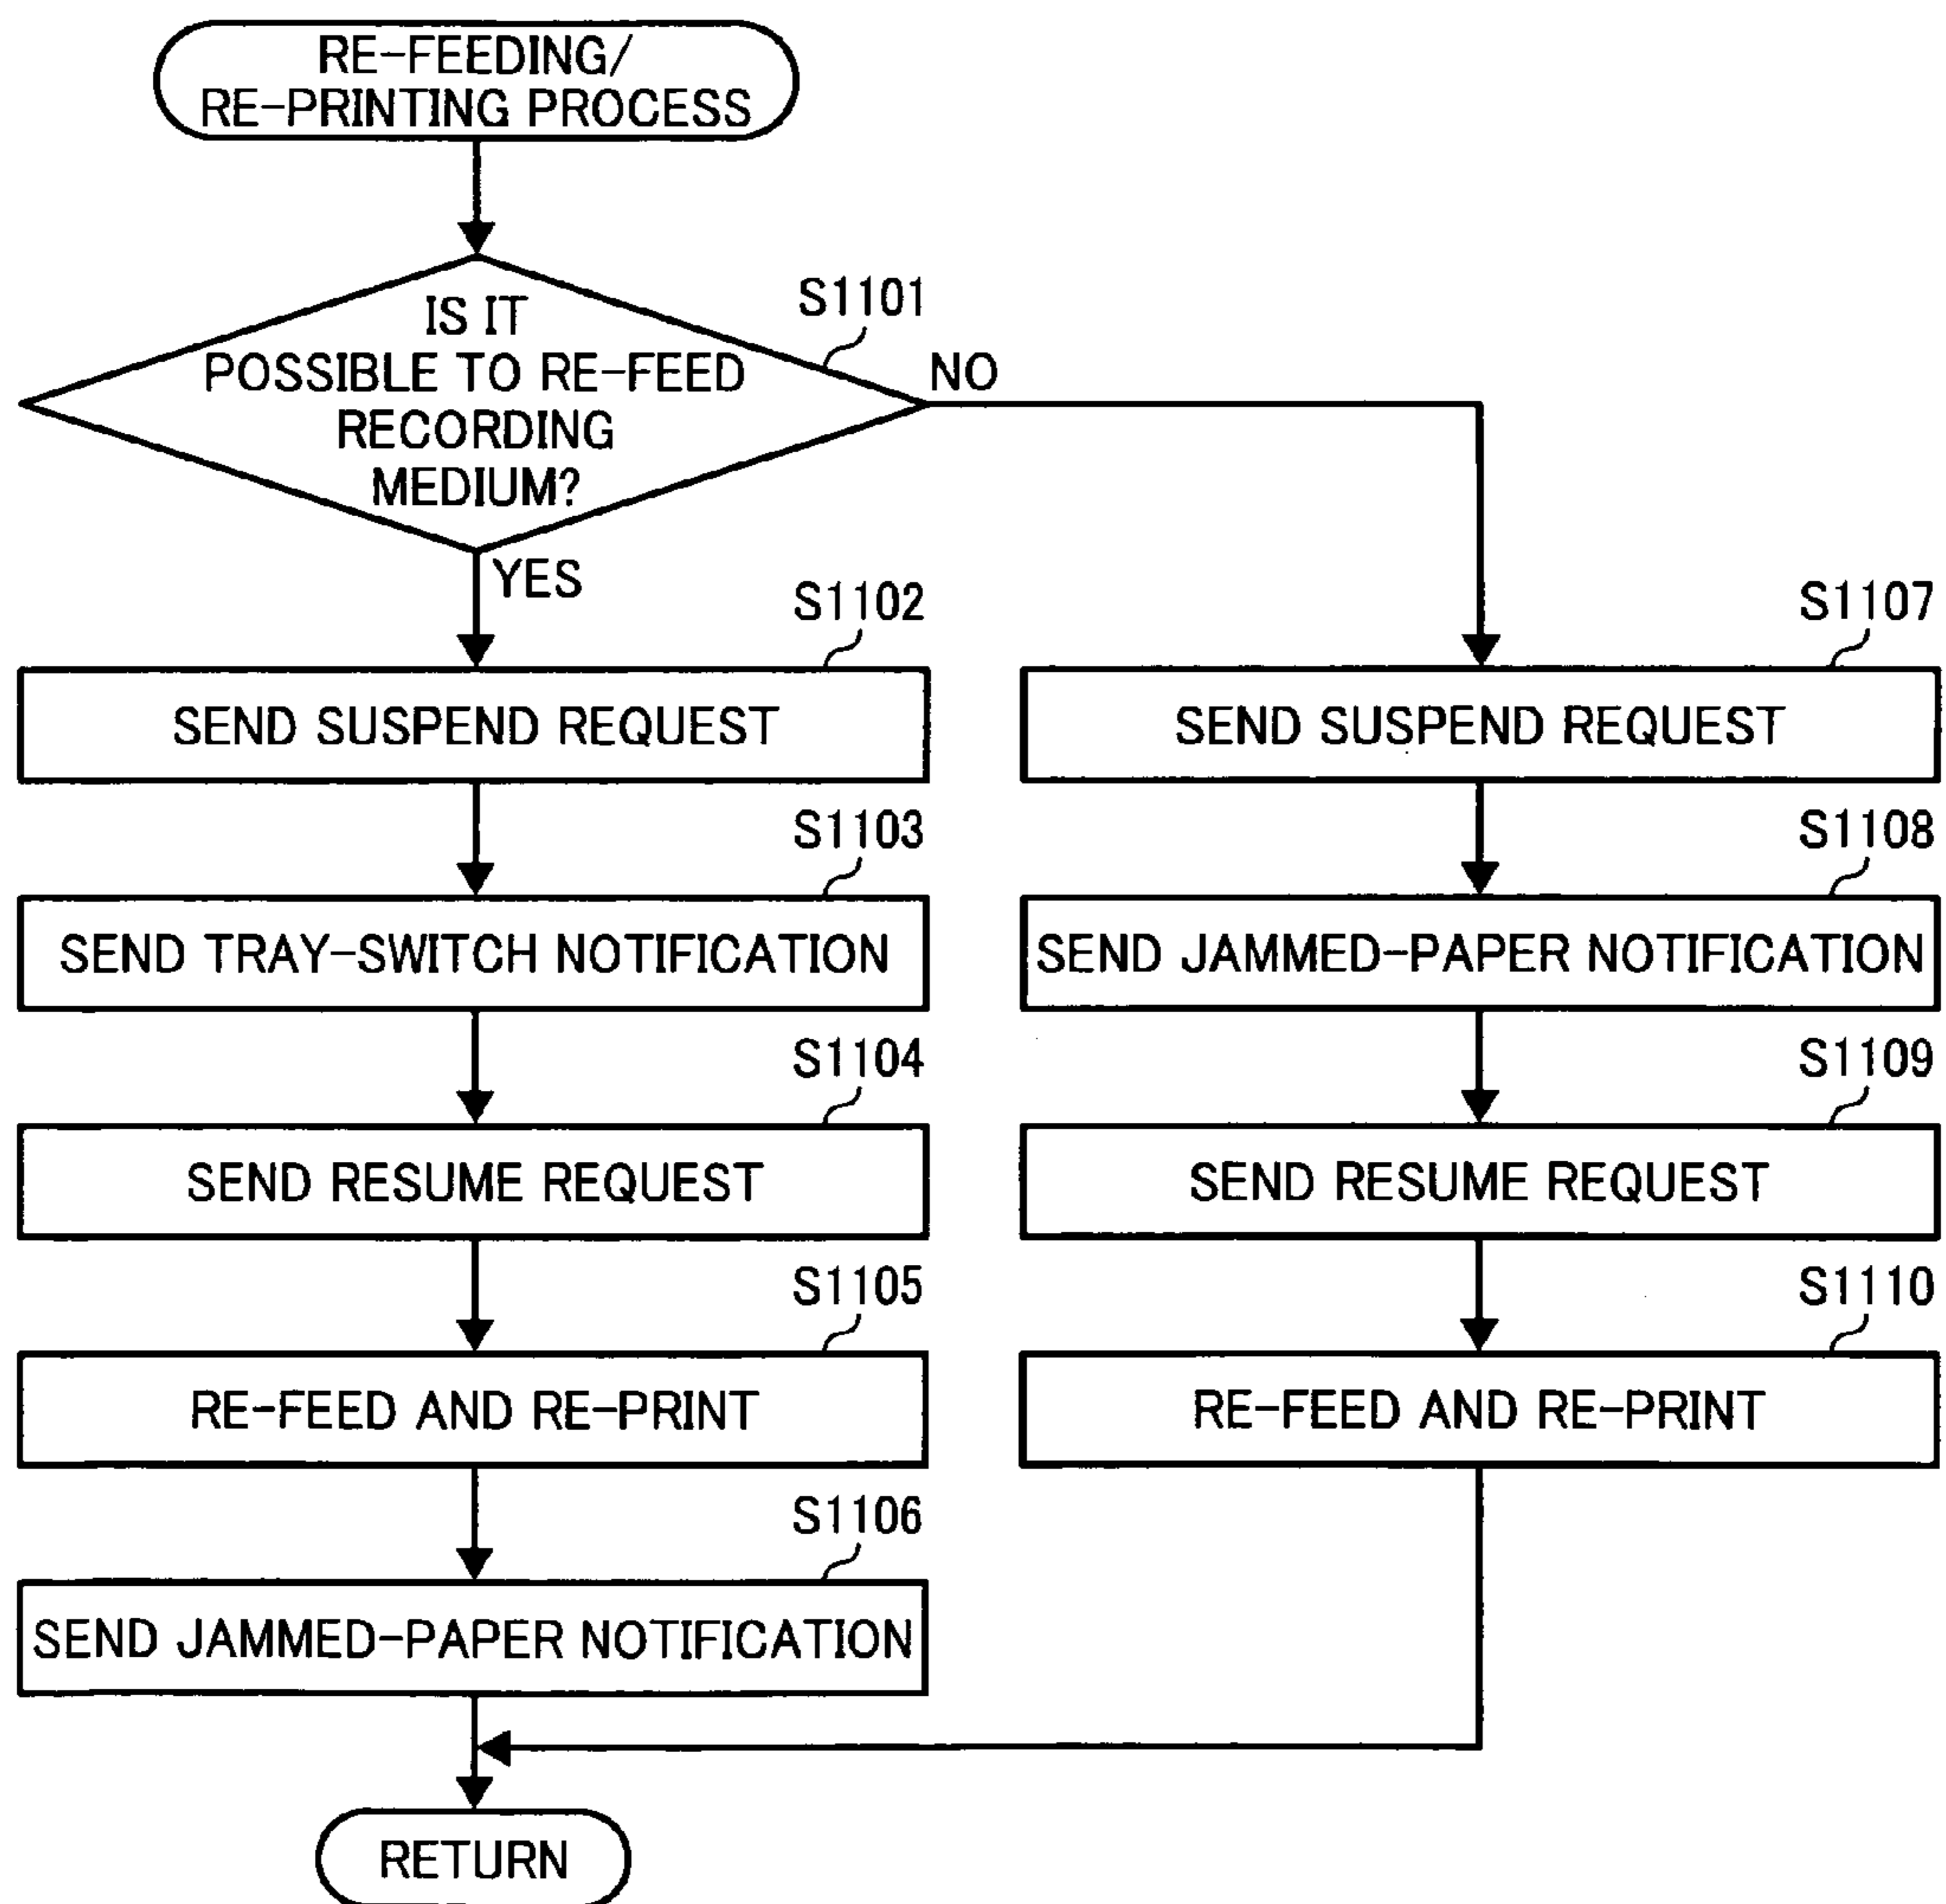 RE-FEEDING/
RE-PRINTING PROCESS
S1101
IS IT
POSSIBLE TO RE-FEED
RECORDING
MEDIUM?
NO
YES
S1102
SEND SUSPEND REQUEST
S1103
SEND TRAY-SWITCH NOTIFICATION
S1104
SEND RESUME REQUEST
S1105
RE-FEED AND RE-PRINT
S1106
SEND JAMMED-PAPER NOTIFICATION
S1107
SEND SUSPEND REQUEST
S1108
SEND JAMMED-PAPER NOTIFICATION
S1109
SEND RESUME REQUEST
S1110
RE-FEED AND RE-PRINT
RETURN